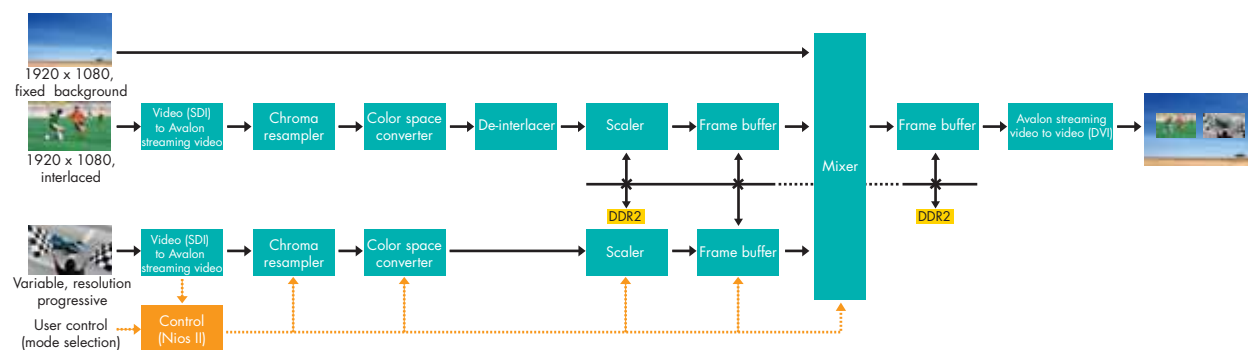 1920 x 1080,
fixed background
Video (SDI)
to Avalon
streaming video
Chroma
resampler
Color space
converter
De-interlacer
Scaler
Frame buffer
Mixer
Frame buffer
Avalon streaming
video to video (DVI)
1920 x 1080,
interlaced
DDR2
DDR2
Video (SDI)
to Avalon
streaming video
Chroma
resampler
Color space
converter
Scaler
Frame buffer
Variable, resolution
progressive
User control
(mode selection)
Control
(Nios II)